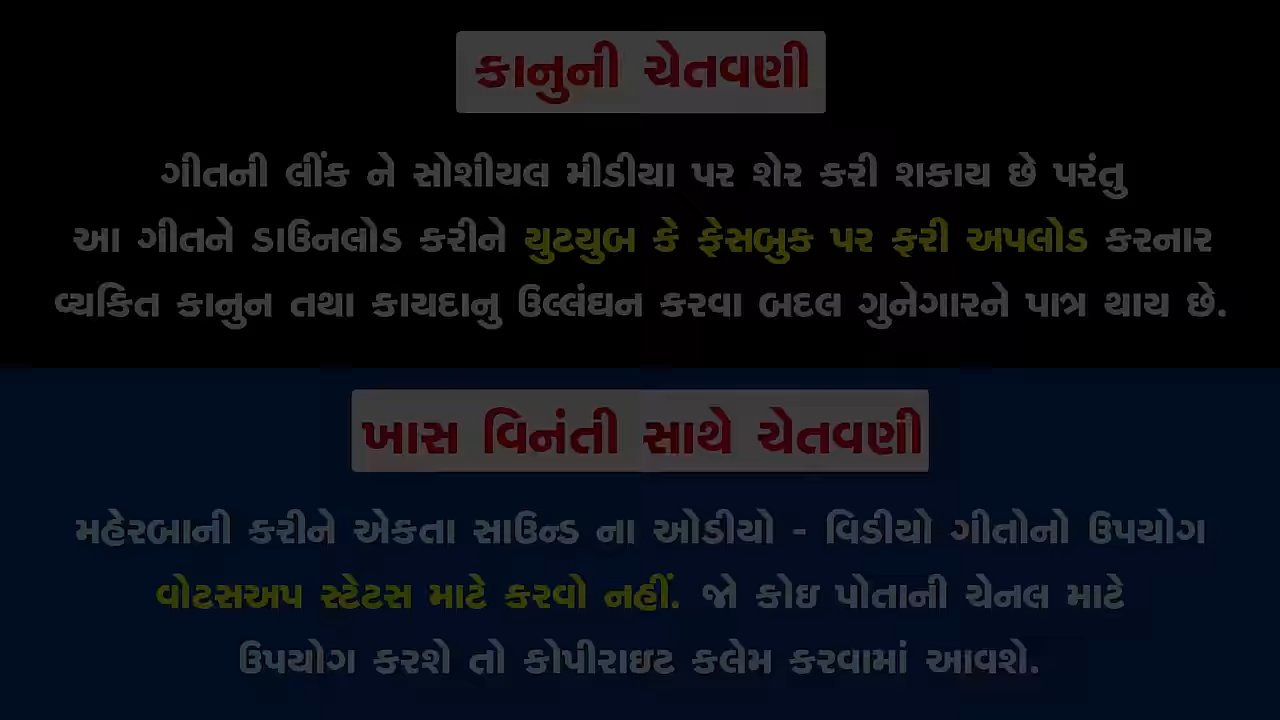 કાનુની ચેતવણી
ગીતની લીંક ને સોશીયલ મીડીયા પર શેર કરી શકાય છે પરંતુ
આ ગીતને ડાઉનલોડ કરીને યુટયુબ કે ફેસબુક પર ફરી અપલોડ કરનાર
વ્યકિત કાનુન તથા કાયદાનુ ઉલ્લંઘન કરવા બદલ ગુનેગારને પાત્ર થાય છે.
ખાસ વિનંતી સાથે ચેતવણી
મહેરબાની કરીને એકતા સાઉન્ડ ના ઓડીયો - વિડીયો ગીતોનો ઉપયોગ
વોટસઅપ સ્ટેટસ માટે કરવો નહીં. જો કોઇ પોતાની ચેનલ માટે
ઉપયોગ કરશે તો કોપીરાઇટ કલેમ કરવામાં આવશે.